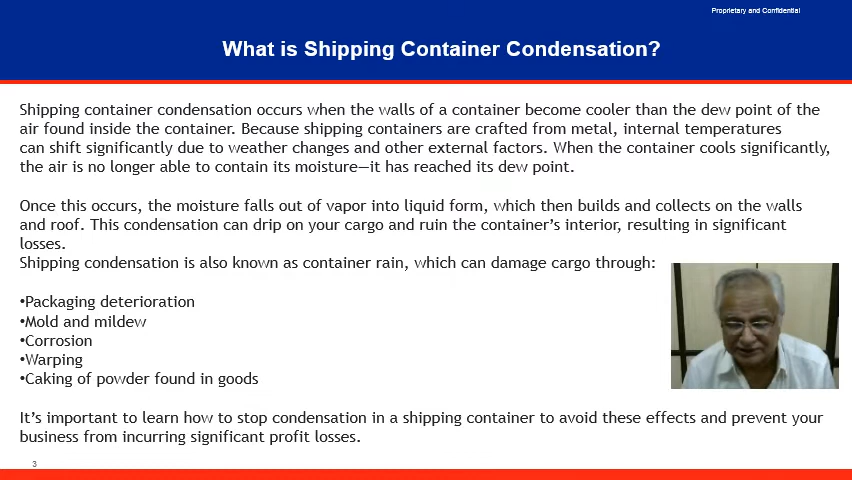 Proprietary and Confidential
What is Shipping Container Condensation?
Shipping container condensation occurs when the walls of a container become cooler than the dew point of the
air found inside the container. Because shipping containers are crafted from metal, internal temperatures
can shift significantly due to weather changes and other external factors. When the container cools significantly,
the air is no longer able to contain its moisture—it has reached its dew point.
Once this occurs, the moisture falls out of vapor into liquid form, which then builds and collects on the walls
and roof. This condensation can drip on your cargo and ruin the container’s interior, resulting in significant
losses.
Shipping condensation is also known as container rain, which can damage cargo through:
•Packaging deterioration
•Mold and mildew
•Corrosion
•Warping
•Caking of powder found in goods
It’s important to learn how to stop condensation in a shipping container to avoid these effects and prevent your
business from incurring significant profit losses.
3